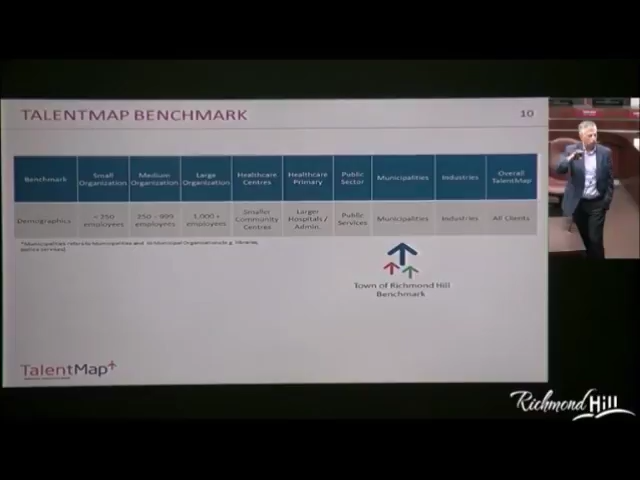 TALENTMAP BENCHMARK 10
Benchmark Small Organization Medium Organization Large Organization Healthcare Centres Healthcare Primary Public Sector Municipalities Industries Overall TalentMap
Demographics < 250 employees 250 - 999 employees 1,000 + employees Smaller Community Centres Larger Hospitals / Admin. Public Services Municipalities Industries All Clients
Town of Richmond Hill
Benchmark
TalentMap
Richmond Hill